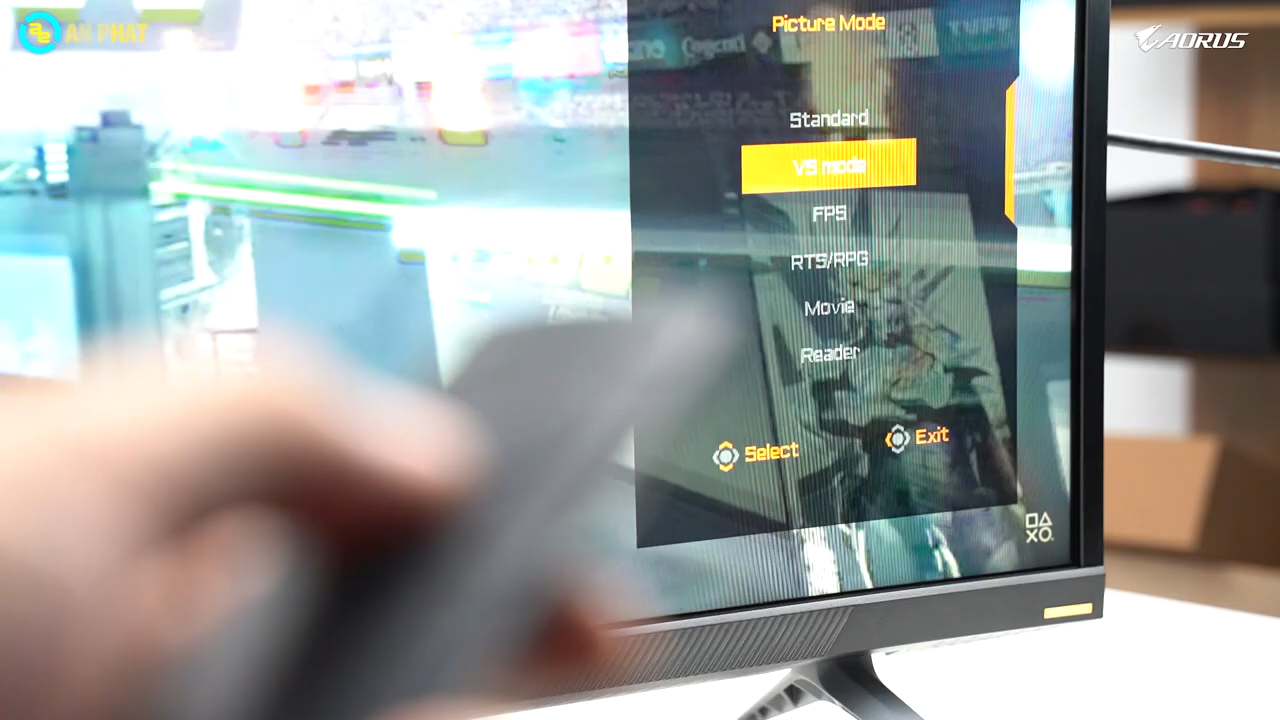 AN PHAT
AORUS
Picture Mode
Standard
VS mode
FPS
RTS/RPG
Movie
Reader
Select
Exit